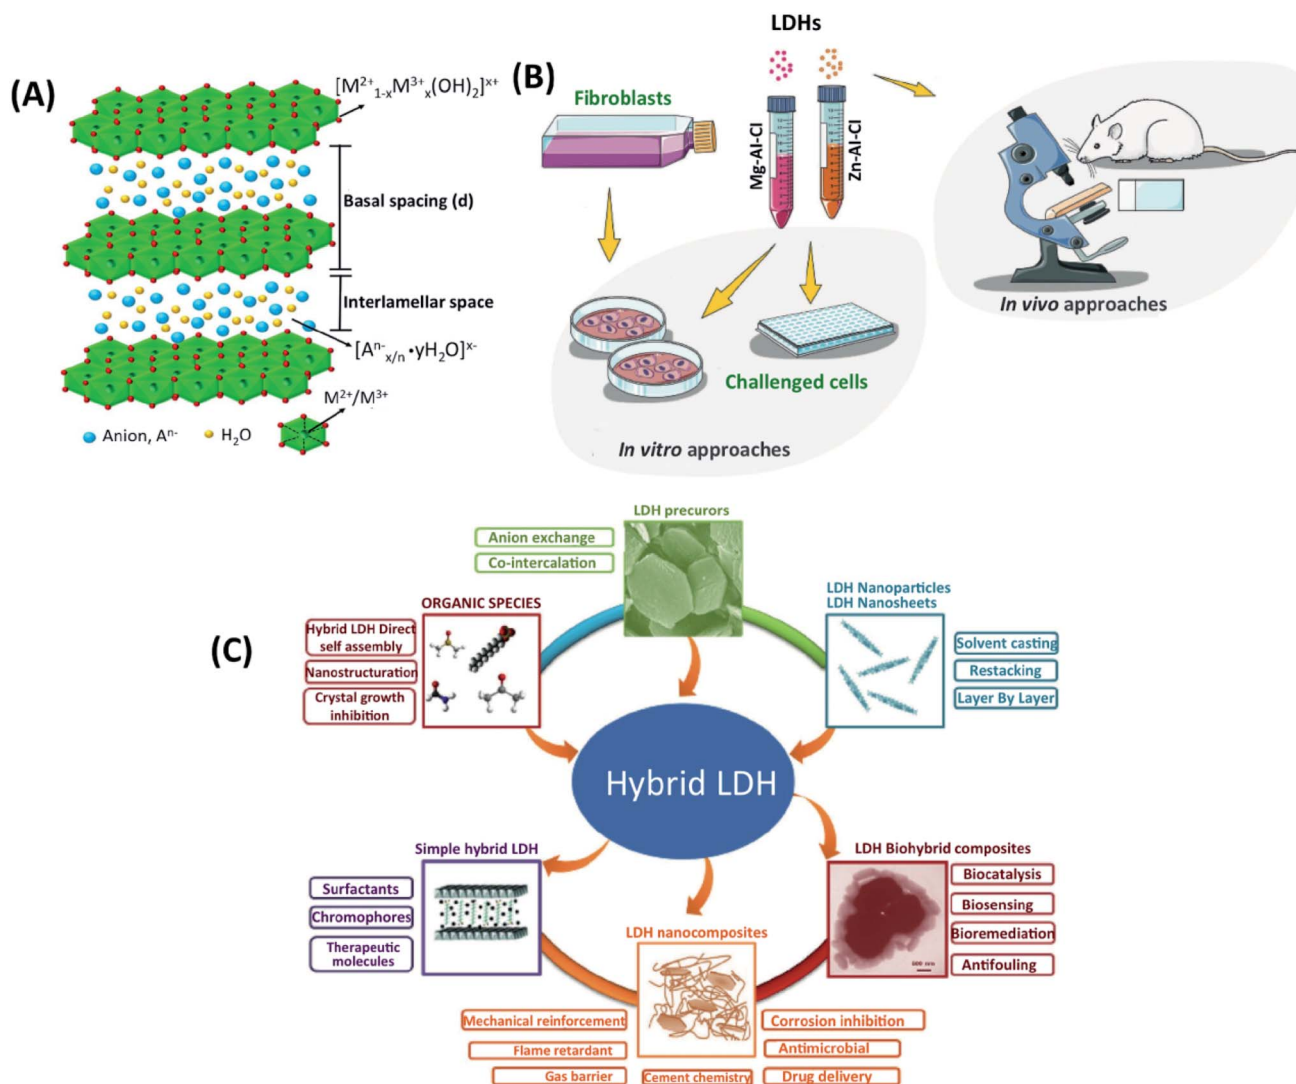 (A)
[M²⁺₁₋ₓM³⁺ₓ(OH)₂]ˣ⁺
Basal spacing (d)
Interlamellar space
[Aⁿ⁻ₓ/ₙ•yH₂O]ˣ⁻
M²⁺/M³⁺
Anion, Aⁿ⁻
H₂O
(B)
LDHs
Fibroblasts
Mg-Al-Cl
Zn-Al-Cl
Challenged cells
In vitro approaches
In vivo approaches
(C)
LDH precurors
Anion exchange
Co-intercalation
ORGANIC SPECIES
Hybrid LDH Direct
self assembly
Nanostructuration
Crystal growth
inhibition
LDH Nanoparticles
LDH Nanosheets
Solvent casting
Restacking
Layer By Layer
Hybrid LDH
Simple hybrid LDH
Surfactants
Chromophores
Therapeutic
molecules
LDH nanocomposites
Mechanical reinforcement
Flame retardant
Gas barrier
Cement chemistry
Corrosion inhibition
Antimicrobial
Drug delivery
LDH Biohybrid composites
Biocatalysis
Biosensing
Bioremediation
Antifouling